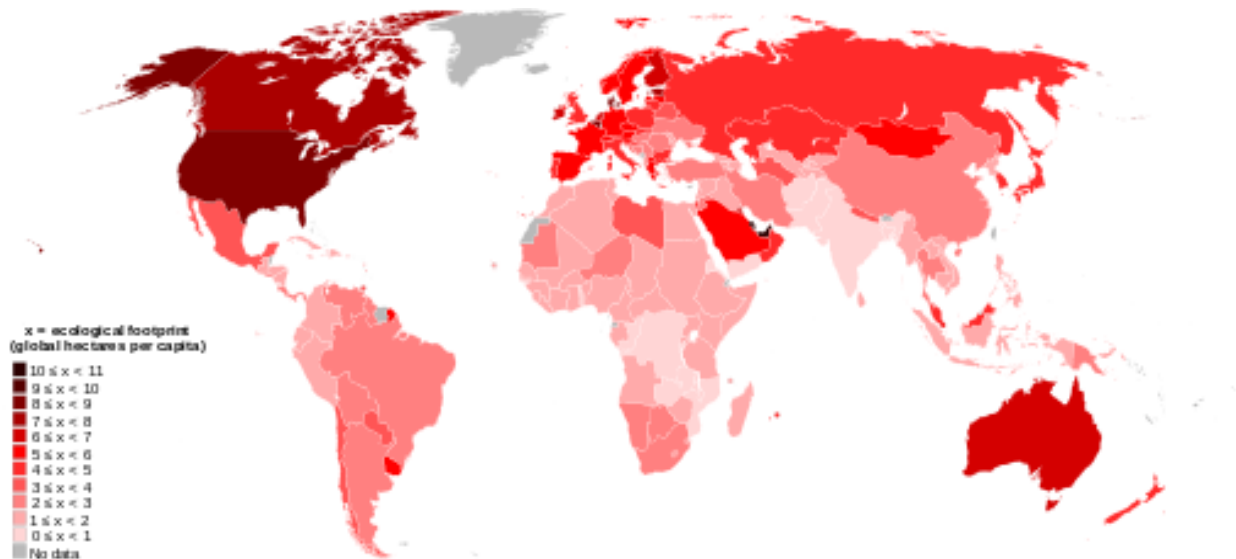 x = ecological footprint
(global hectares per capita)
10 ≤ x < 11
9 ≤ x < 10
8 ≤ x < 9
7 ≤ x < 8
6 ≤ x < 7
5 ≤ x < 6
4 ≤ x < 5
3 ≤ x < 4
2 ≤ x < 3
1 ≤ x < 2
0 ≤ x < 1
No data